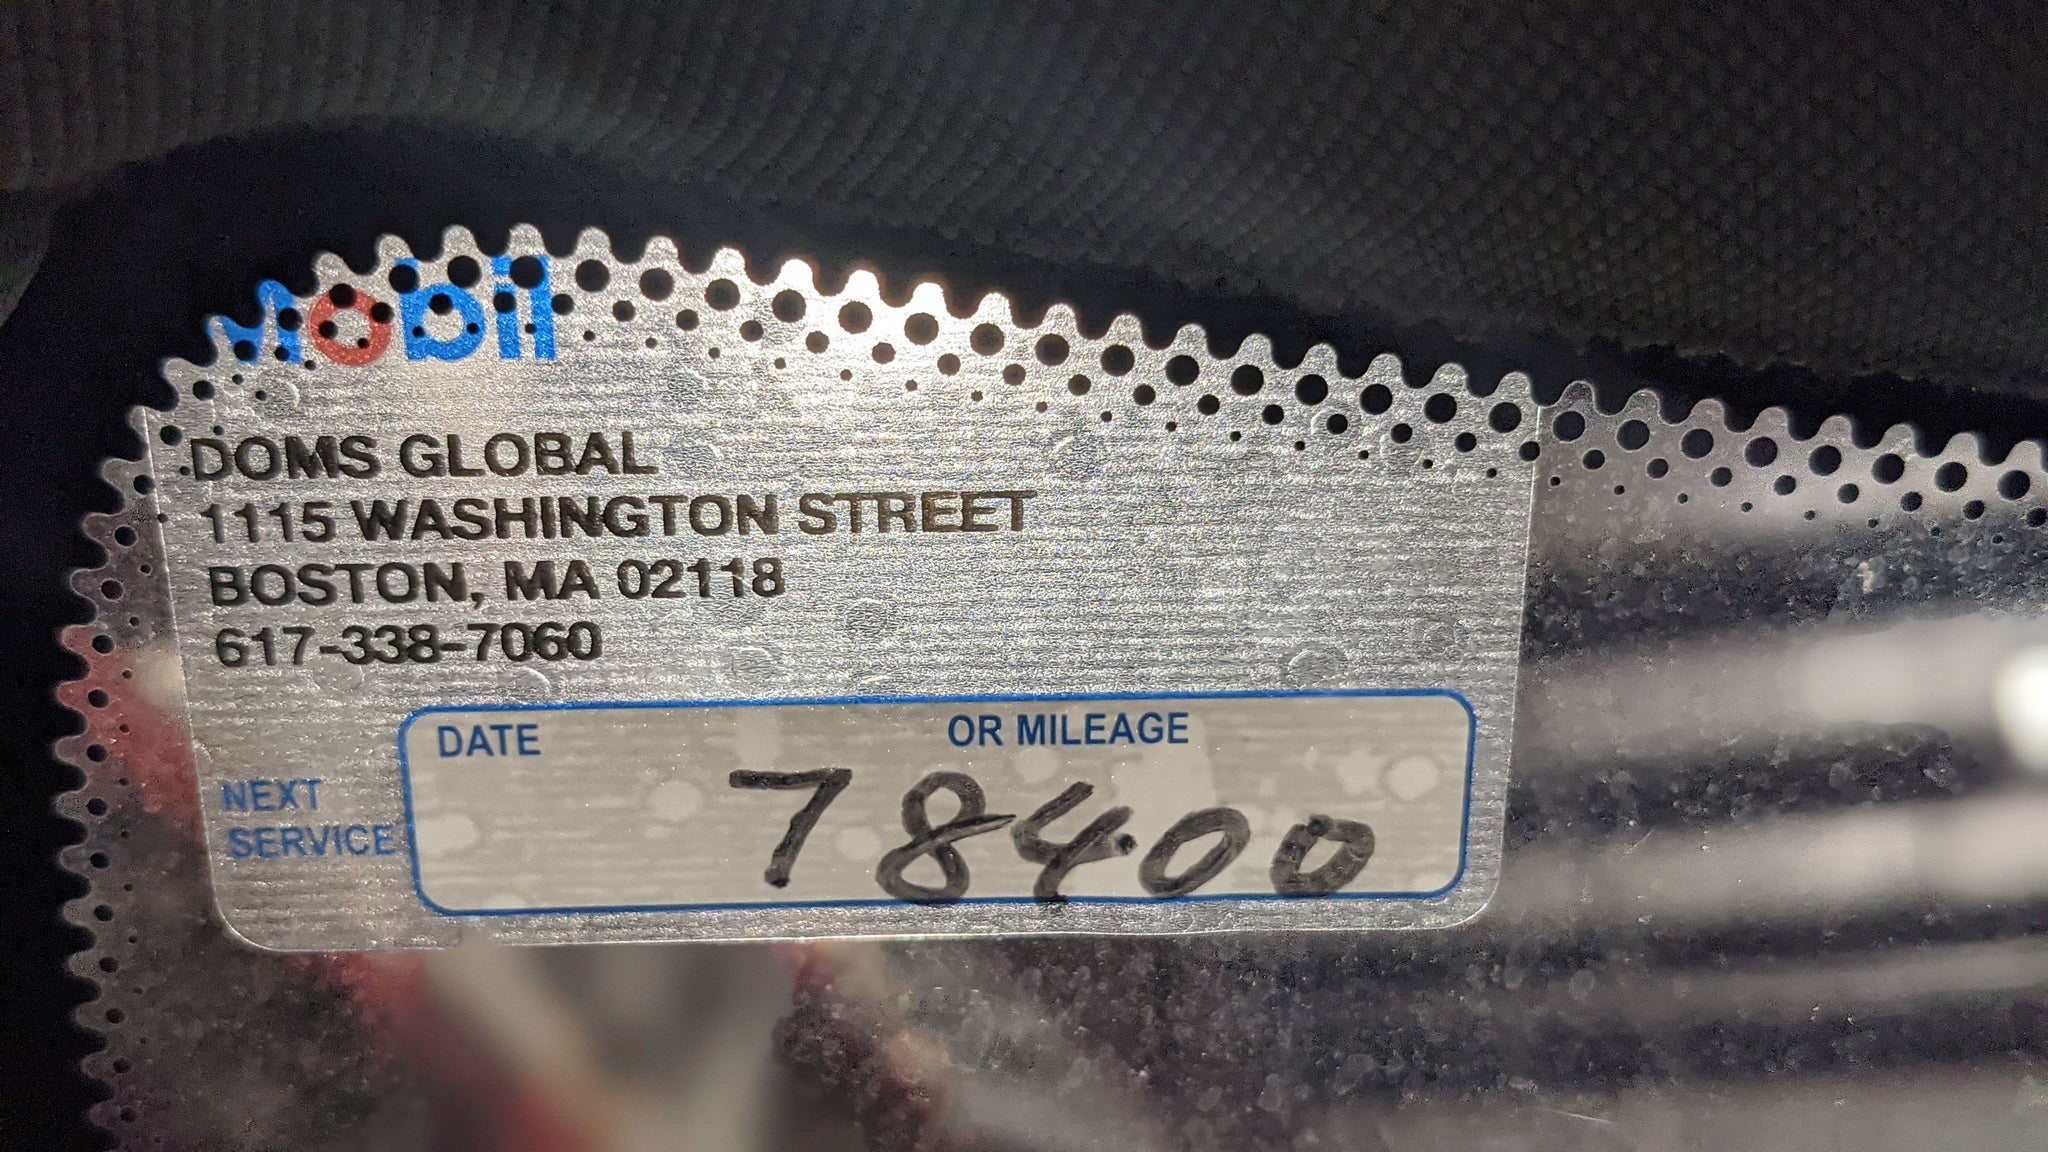 Mobil
DOMS GLOBAL
1115 WASHINGTON STREET
BOSTON, MA 02118
617-338-7060
DATE OR MILEAGE
NEXT
SERVICE
78400